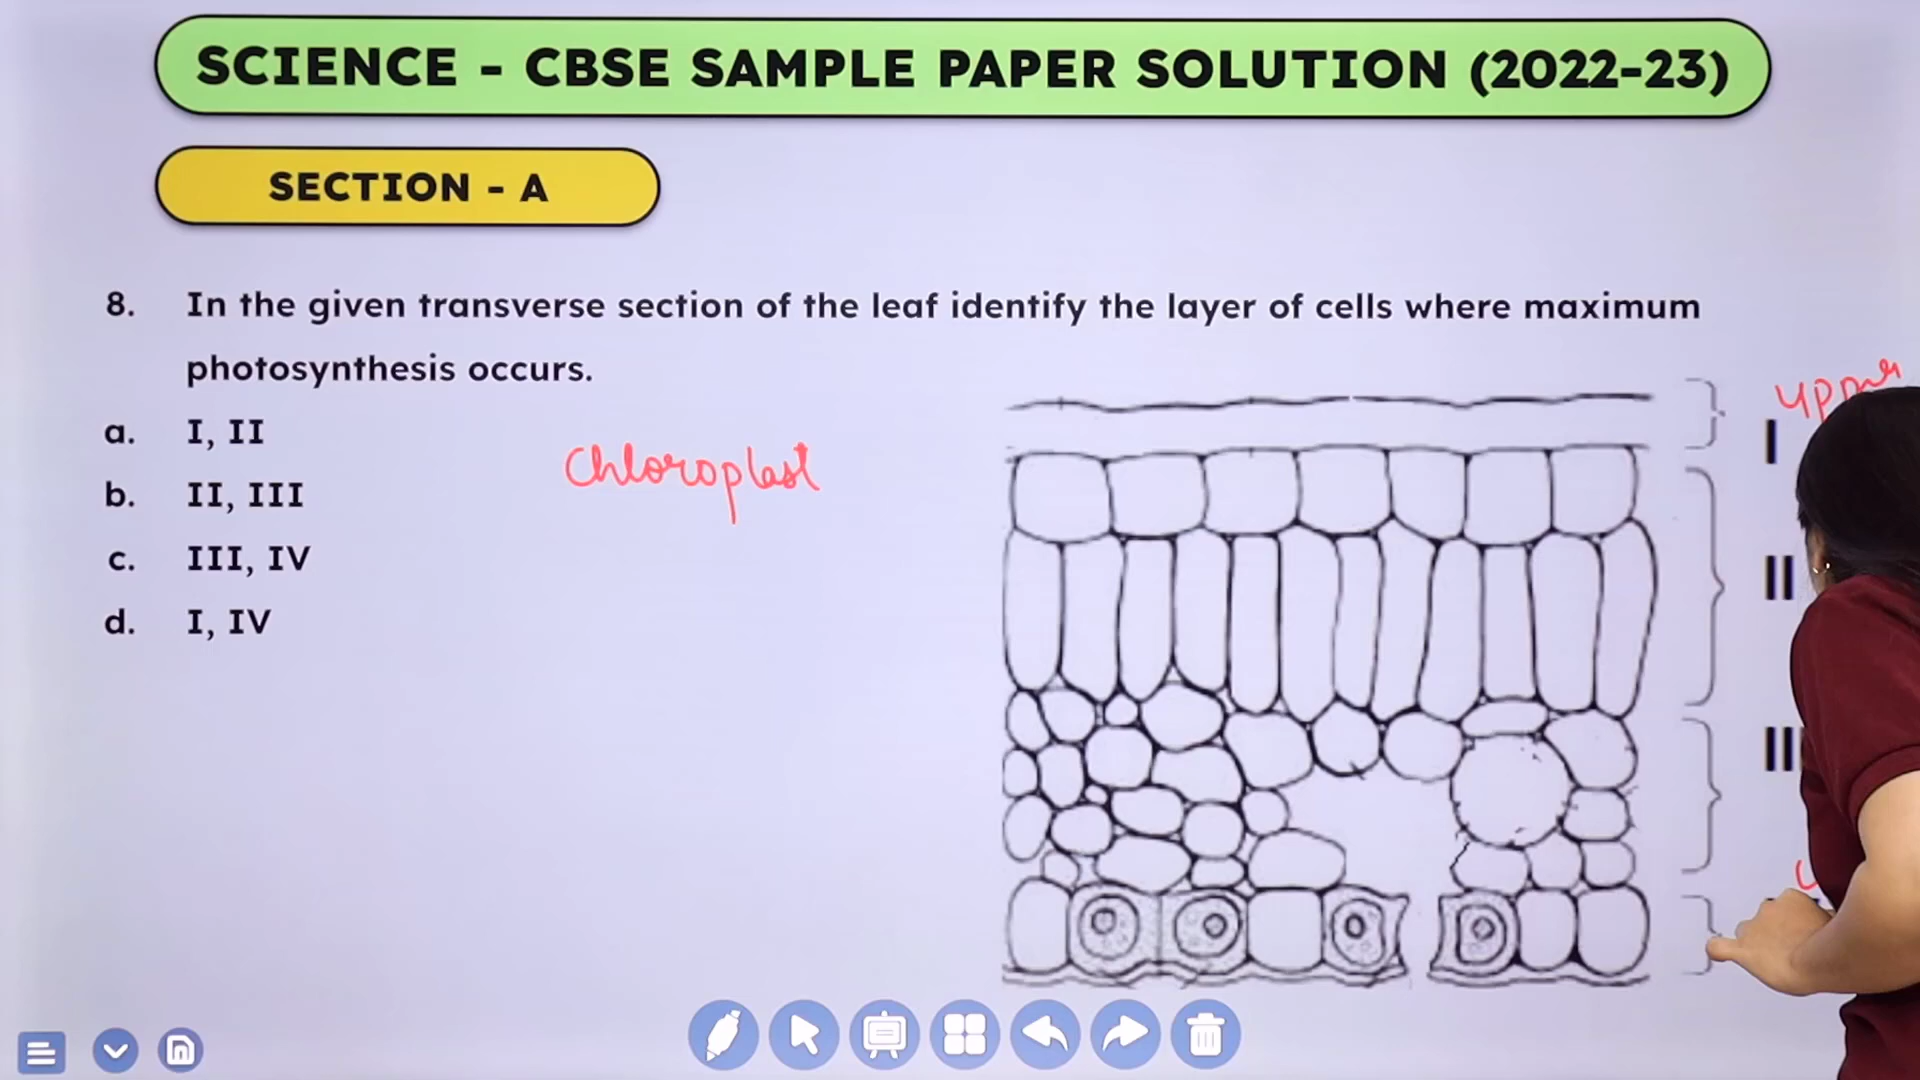 SCIENCE - CBSE SAMPLE PAPER SOLUTION (2022-23)
SECTION - A
8. In the given transverse section of the leaf identify the layer of cells where maximum
photosynthesis occurs.
a. I, II
b. II, III
c. III, IV
d. I, IV
Chloroplast
Upper
I
II